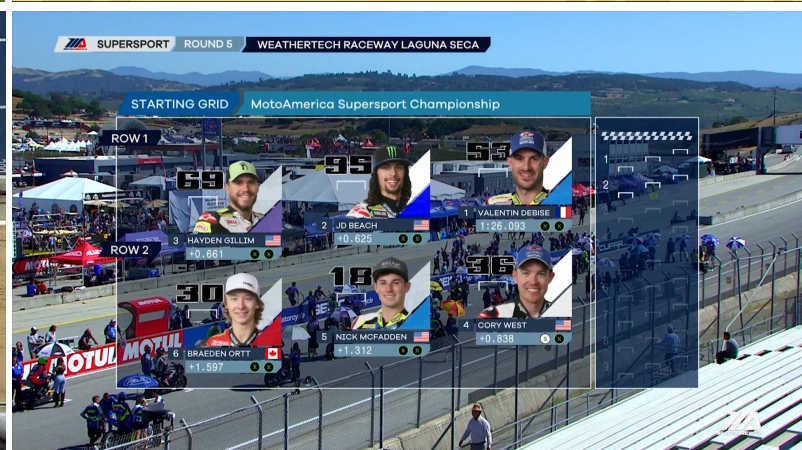 SUPERSPORT ROUND 5 WEATHERTECH RACEWAY LAGUNA SECA
STARTING GRID MotoAmerica Supersport Championship
ROW 1
69 95 53
3 HAYDEN GILLIM 2 JD BEACH 1 VALENTIN DEBISE
+0.661 +0.625 1:26.093
ROW 2
30 18 36
6 BRAEDEN ORTT 5 NICK MCFADDEN 4 CORY WEST
+1.597 +1.312 +0.838
1
2
MOTUL
MOTUL
MOTUL